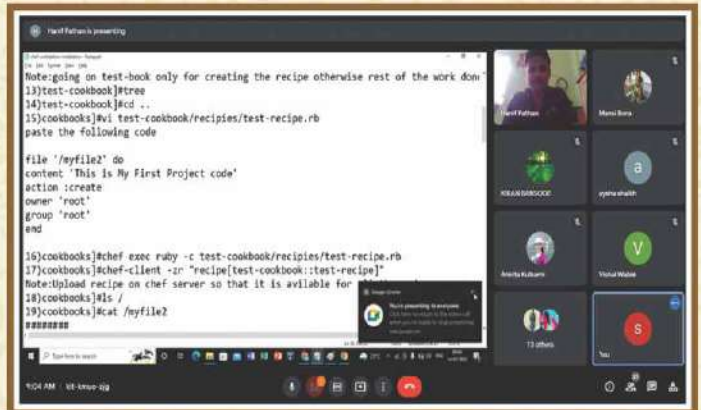 Hanif Pathan is presenting
Note:going on test-book only for creating the recipe otherwise rest of the work done
13)test-cookbook]#tree
14)test-cookbook]#cd ..
15)cookbooks]#vi test-cookbook/recipies/test-recipe.rb
paste the following code
file '/myfile2' do
content 'This is My First Project code'
action :create
owner 'root'
group 'root'
end
16)cookbooks]#chef exec ruby -c test-cookbook/recipies/test-recipe.rb
17)cookbooks]#chef-client -zr "recipe[test-cookbook::test-recipe]"
Note:Upload recipe on chef server so that it is avilable for
18)cookbooks]#ls /
19)cookbooks]#cat /myfile2
########
You're presenting to everyone
Type here to search
Hanif Pathan
Mansi Bora
a
ayesha shaikh
Amrita Kulkarni
V
Vishal Walek
13 others
S
You
9:04 AM